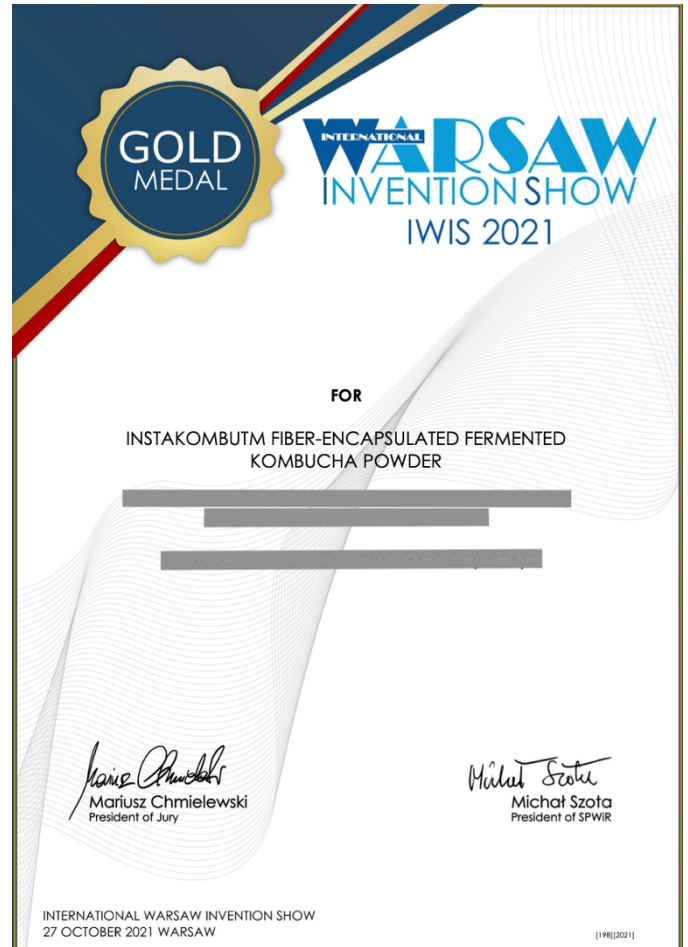 GOLD
MEDAL
INTERNATIONAL
WARSAW
INVENTION SHOW
IWIS 2021
FOR
INSTAKOMBUTM FIBER-ENCAPSULATED FERMENTED
KOMBUCHA POWDER
Mariusz Chmielewski
President of Jury
Michał Szota
President of SPWiR
INTERNATIONAL WARSAW INVENTION SHOW
27 OCTOBER 2021 WARSAW
[198][2021]